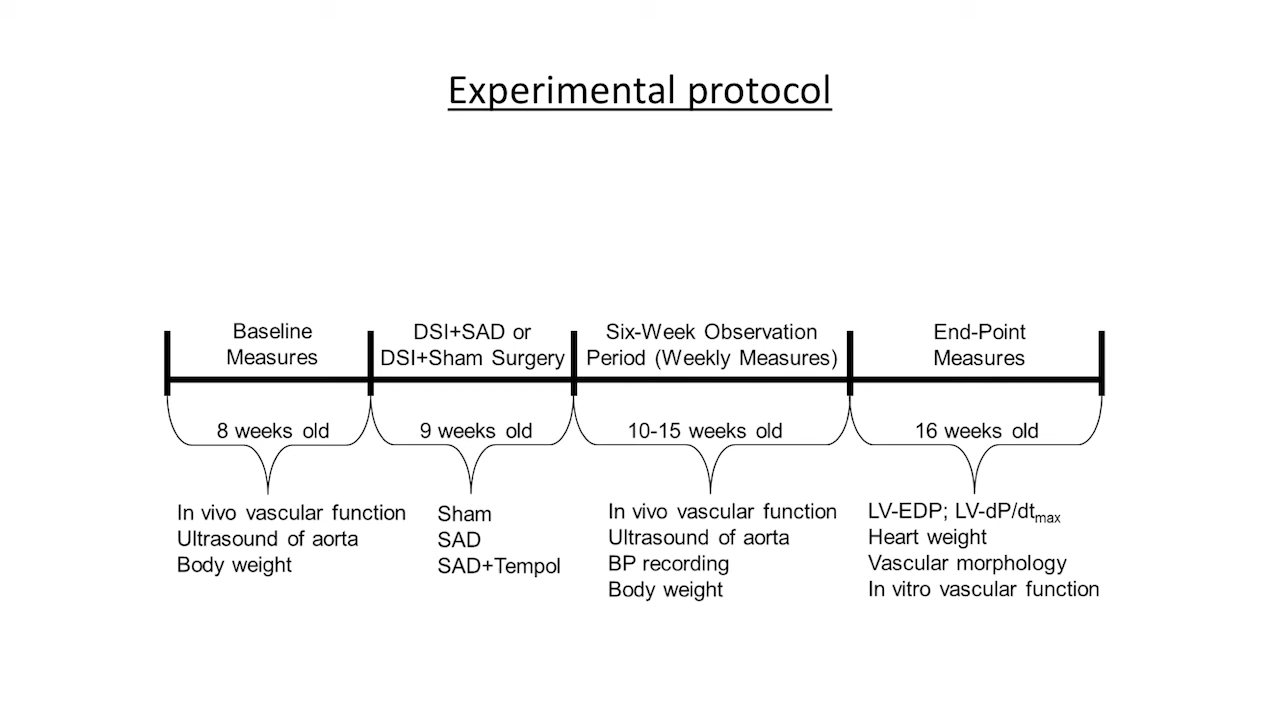 Experimental protocol
Baseline
Measures
DSI+SAD or
DSI+Sham Surgery
Six-Week Observation
Period (Weekly Measures)
End-Point
Measures
8 weeks old
9 weeks old
10-15 weeks old
16 weeks old
In vivo vascular function
Ultrasound of aorta
Body weight
Sham
SAD
SAD+Tempol
In vivo vascular function
Ultrasound of aorta
BP recording
Body weight
LV-EDP; LV-dP/dtmax
Heart weight
Vascular morphology
In vitro vascular function